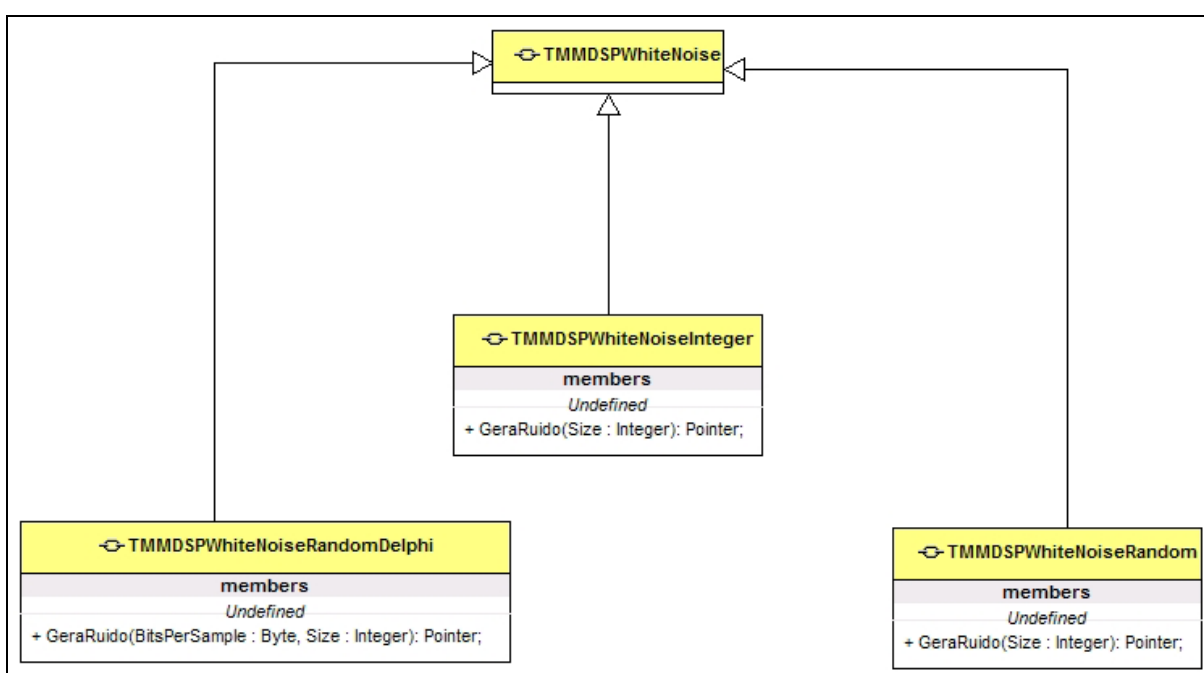 TMMDSPWhiteNoise
TMMDSPWhiteNoiseInteger
members
Undefined
+ GeraRuido(Size : Integer): Pointer;
TMMDSPWhiteNoiseRandomDelphi
members
Undefined
+ GeraRuido(BitsPerSample : Byte, Size : Integer): Pointer;
TMMDSPWhiteNoiseRandom
members
Undefined
+ GeraRuido(Size : Integer): Pointer;